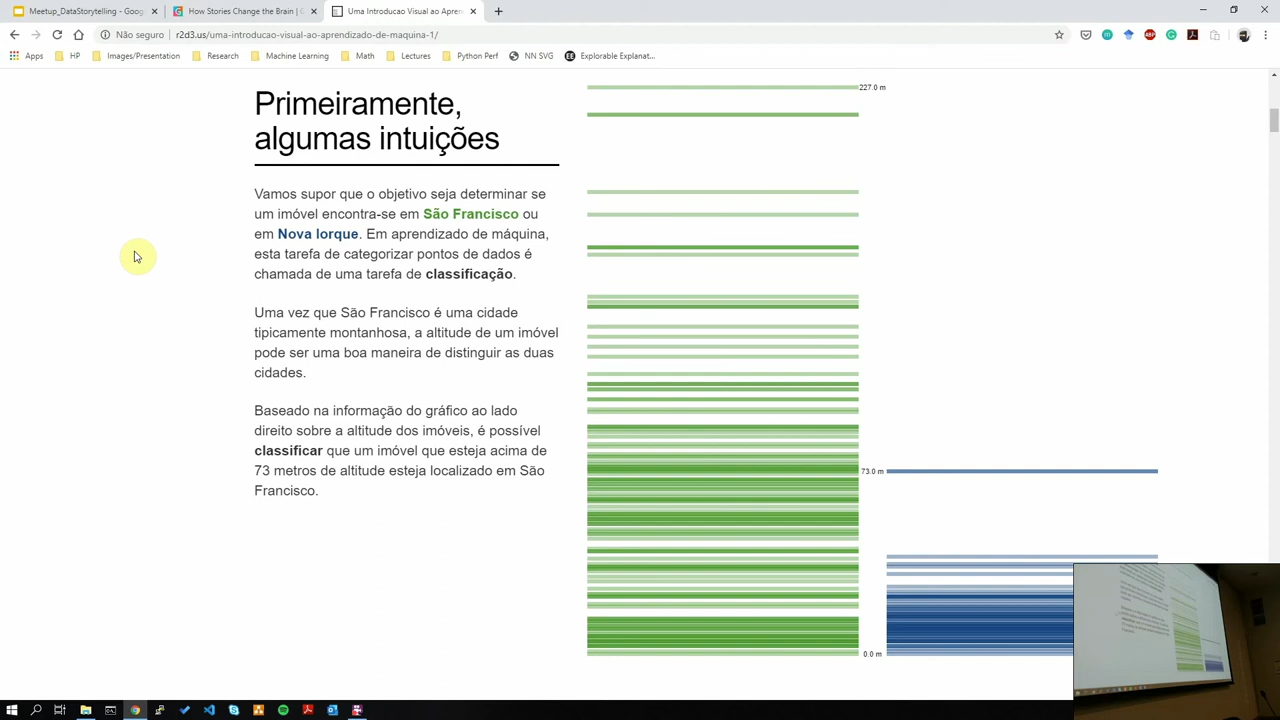 Meetup_DataStorytelling - Goog
How Stories Change the Brain | G
Uma Introducao Visual ao Apren
Não seguro | r2d3.us/uma-introducao-visual-ao-aprendizado-de-maquina-1/
Apps HP Images/Presentation Research Machine Learning Math Lectures Python Perf NN SVG Explorable Explanat...
Primeiramente,
algumas intuições
Vamos supor que o objetivo seja determinar se
um imóvel encontra-se em São Francisco ou
em Nova Iorque. Em aprendizado de máquina,
esta tarefa de categorizar pontos de dados é
chamada de uma tarefa de classificação.
Uma vez que São Francisco é uma cidade
tipicamente montanhosa, a altitude de um imóvel
pode ser uma boa maneira de distinguir as duas
cidades.
Baseado na informação do gráfico ao lado
direito sobre a altitude dos imóveis, é possível
classificar que um imóvel que esteja acima de
73 metros de altitude esteja localizado em São
Francisco.
227.0 m
73.0 m
0.0 m